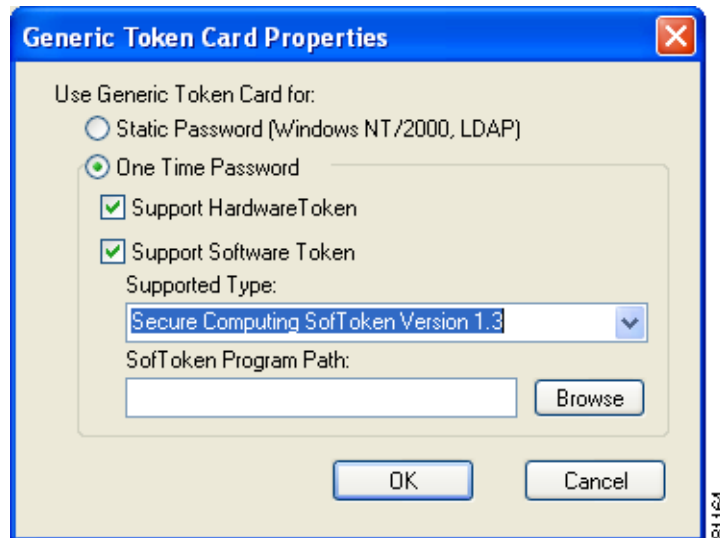 Generic Token Card Properties
Use Generic Token Card for:
Static Password (Windows NT/2000, LDAP)
One Time Password
Support HardwareToken
Support Software Token
Supported Type:
Secure Computing SofToken Version 1.3
SofToken Program Path:
Browse
OK
Cancel